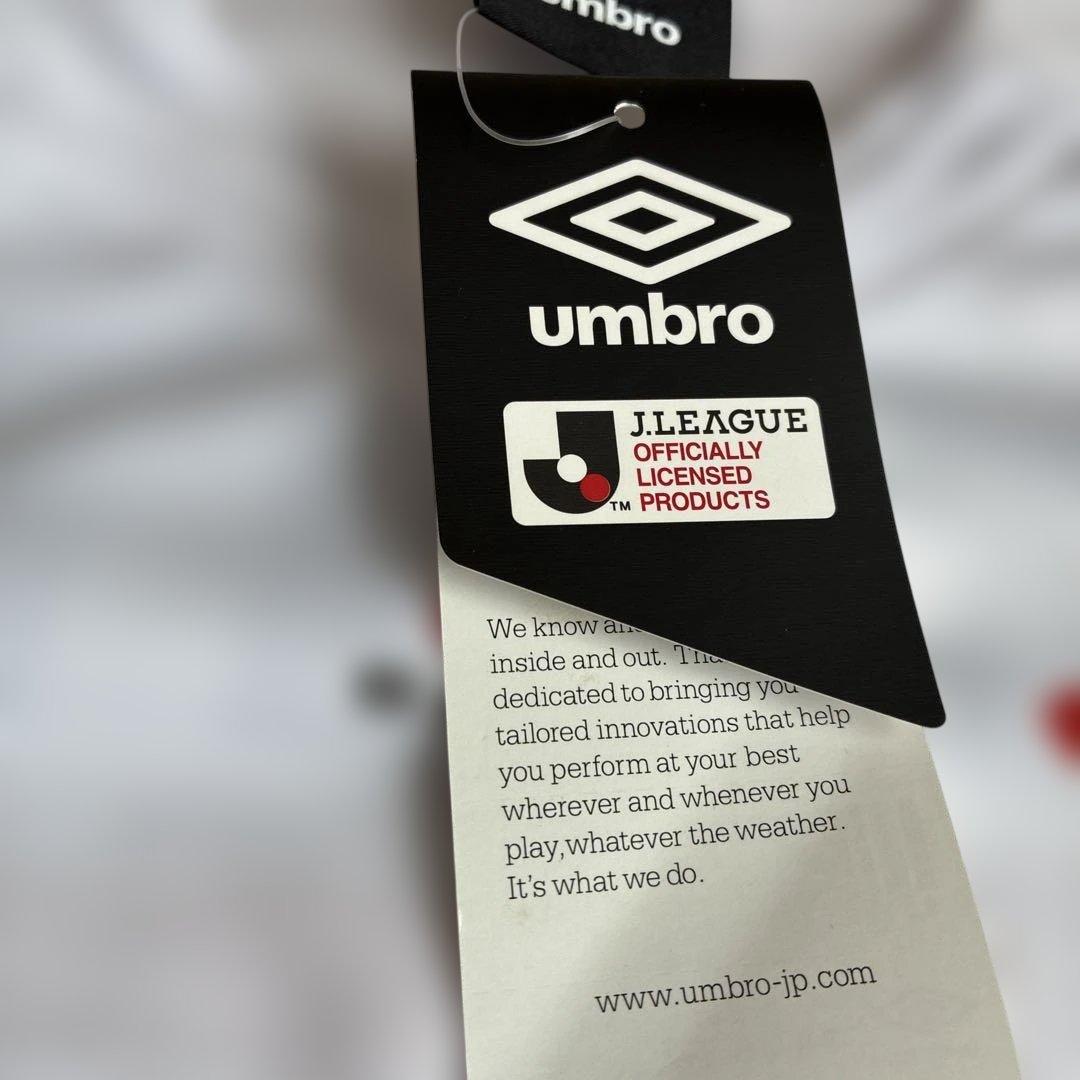 umbro
umbro
J.LEAGUE
OFFICIALLY
LICENSED
PRODUCTS
TM
We know
inside and out.
dedicated to bringing you
tailored innovations that help
you perform at your best
wherever and whenever you
play,whatever the weather.
It's what we do.
www.umbro-jp.com